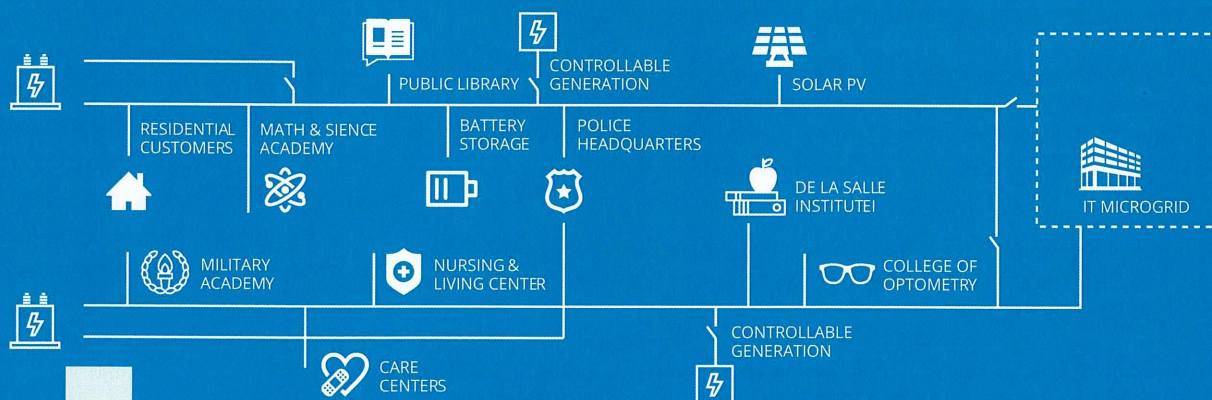 PUBLIC LIBRARY
CONTROLLABLE
GENERATION
SOLAR PV
RESIDENTIAL
CUSTOMERS
MATH & SIENCE
ACADEMY
BATTERY
STORAGE
POLICE
HEADQUARTERS
DE LA SALLE
INSTITUTEI
IT MICROGRID
MILITARY
ACADEMY
NURSING &
LIVING CENTER
COLLEGE OF
OPTOMETRY
CONTROLLABLE
GENERATION
CARE
CENTERS